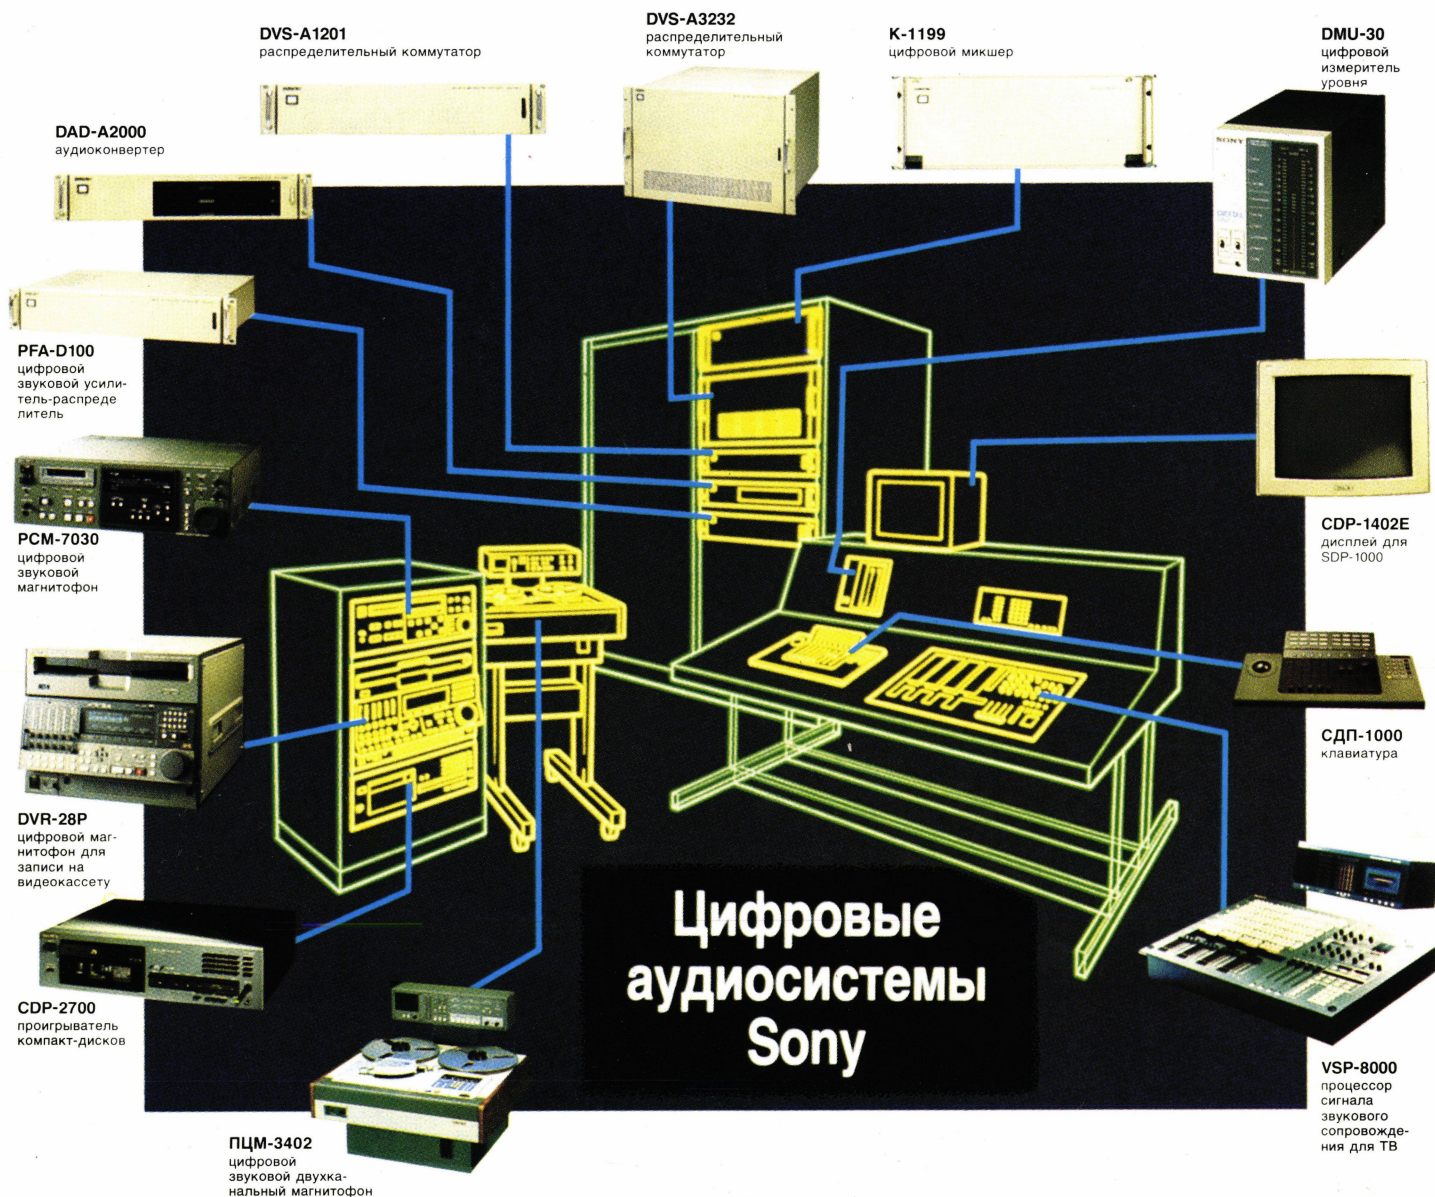 DVS-A1201
распределительный коммутатор
DVS-A3232
распределительный
коммутатор
К-1199
цифровой микшер
DMU-30
цифровой
измеритель
уровня
SONY
DAD-A2000
аудиоконвертер
PFA-D100
цифровой
звуковой усили-
тель-распреде
литель
PCM-7030
цифровой
звуковой
магнитофон
CDP-1402E
дисплей для
SDP-1000
СДП-1000
клавиатура
DVR-28P
цифровой маг-
нитофон для
записи на
видеокассету
CDP-2700
проигрыватель
компакт-дисков
Цифровые
аудиосистемы
Sony
VSP-8000
процессор
сигнала
звукового
сопровожде-
ния для ТВ
ПЦМ-3402
цифровой
звуковой двухка-
нальный магнитофон